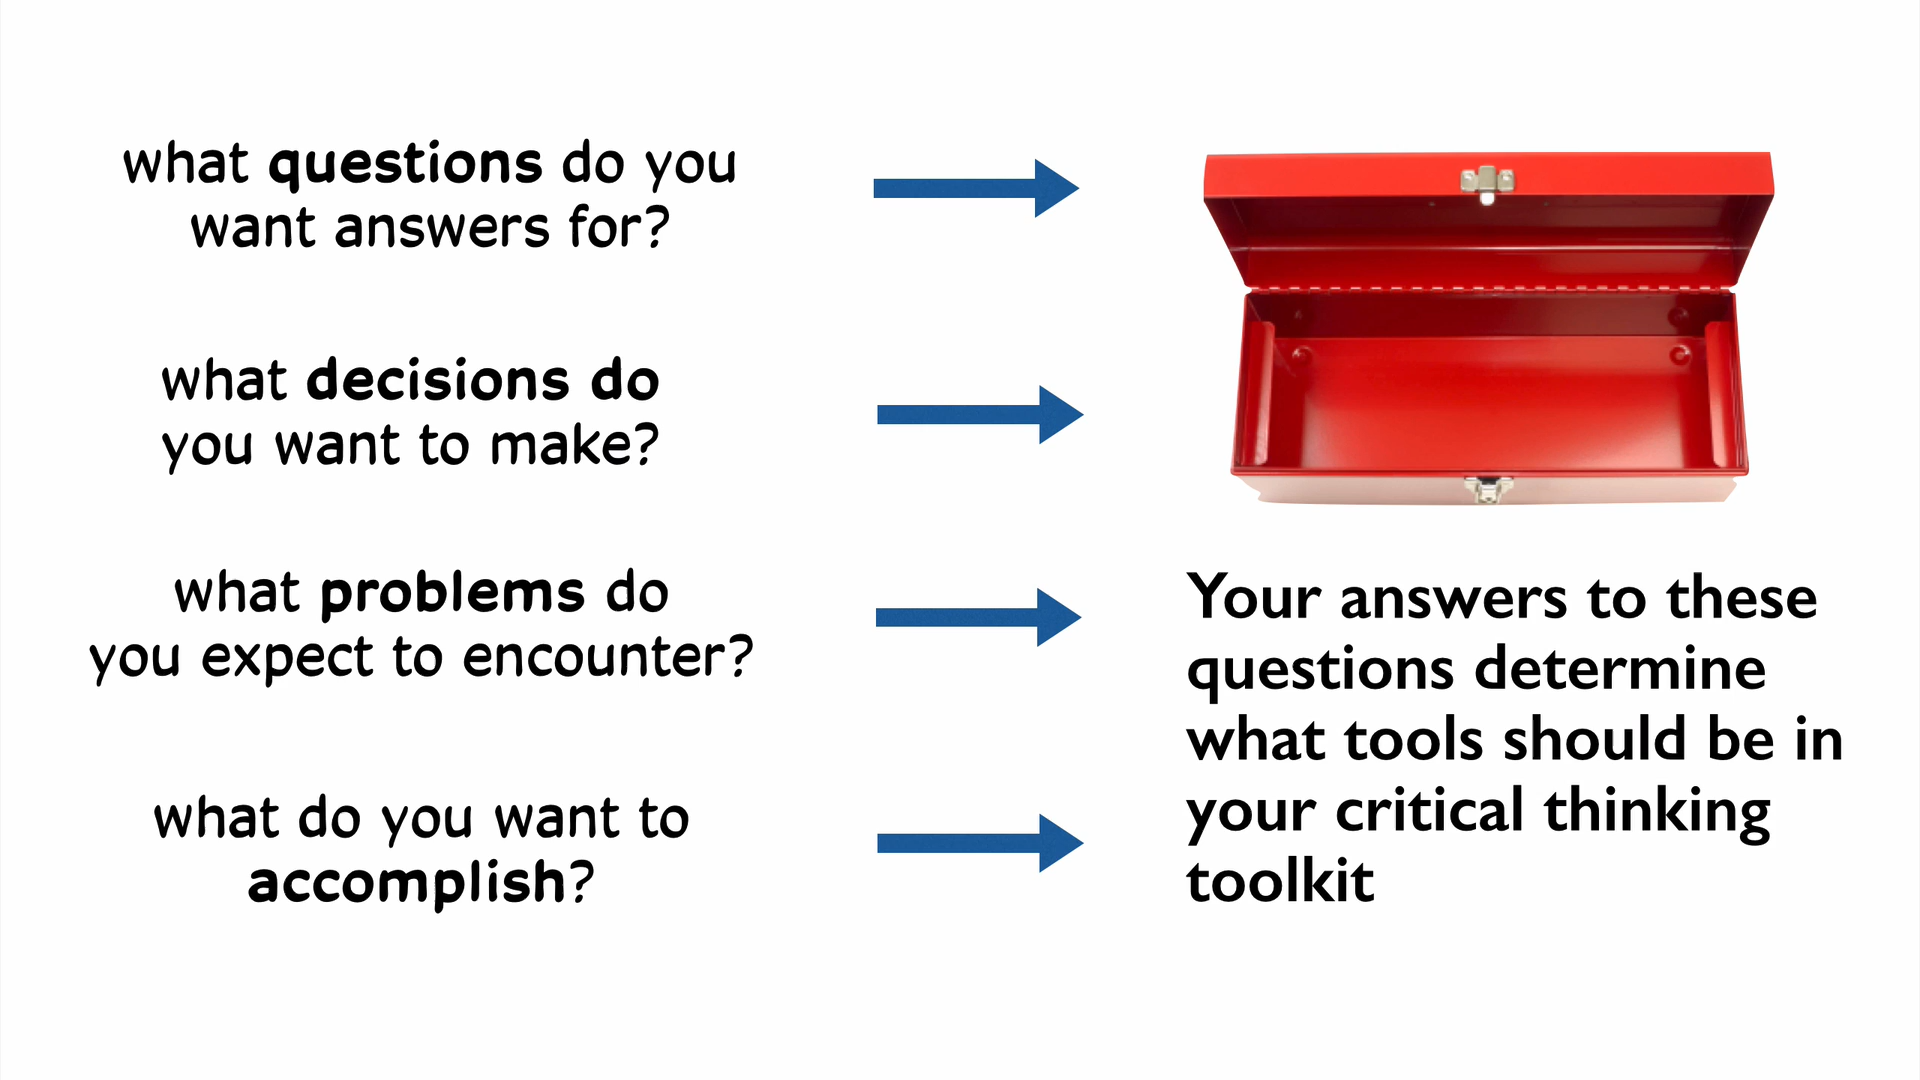 what questions do you
want answers for?
what decisions do
you want to make?
what problems do
you expect to encounter?
what do you want to
accomplish?
Your answers to these
questions determine
what tools should be in
your critical thinking
toolkit